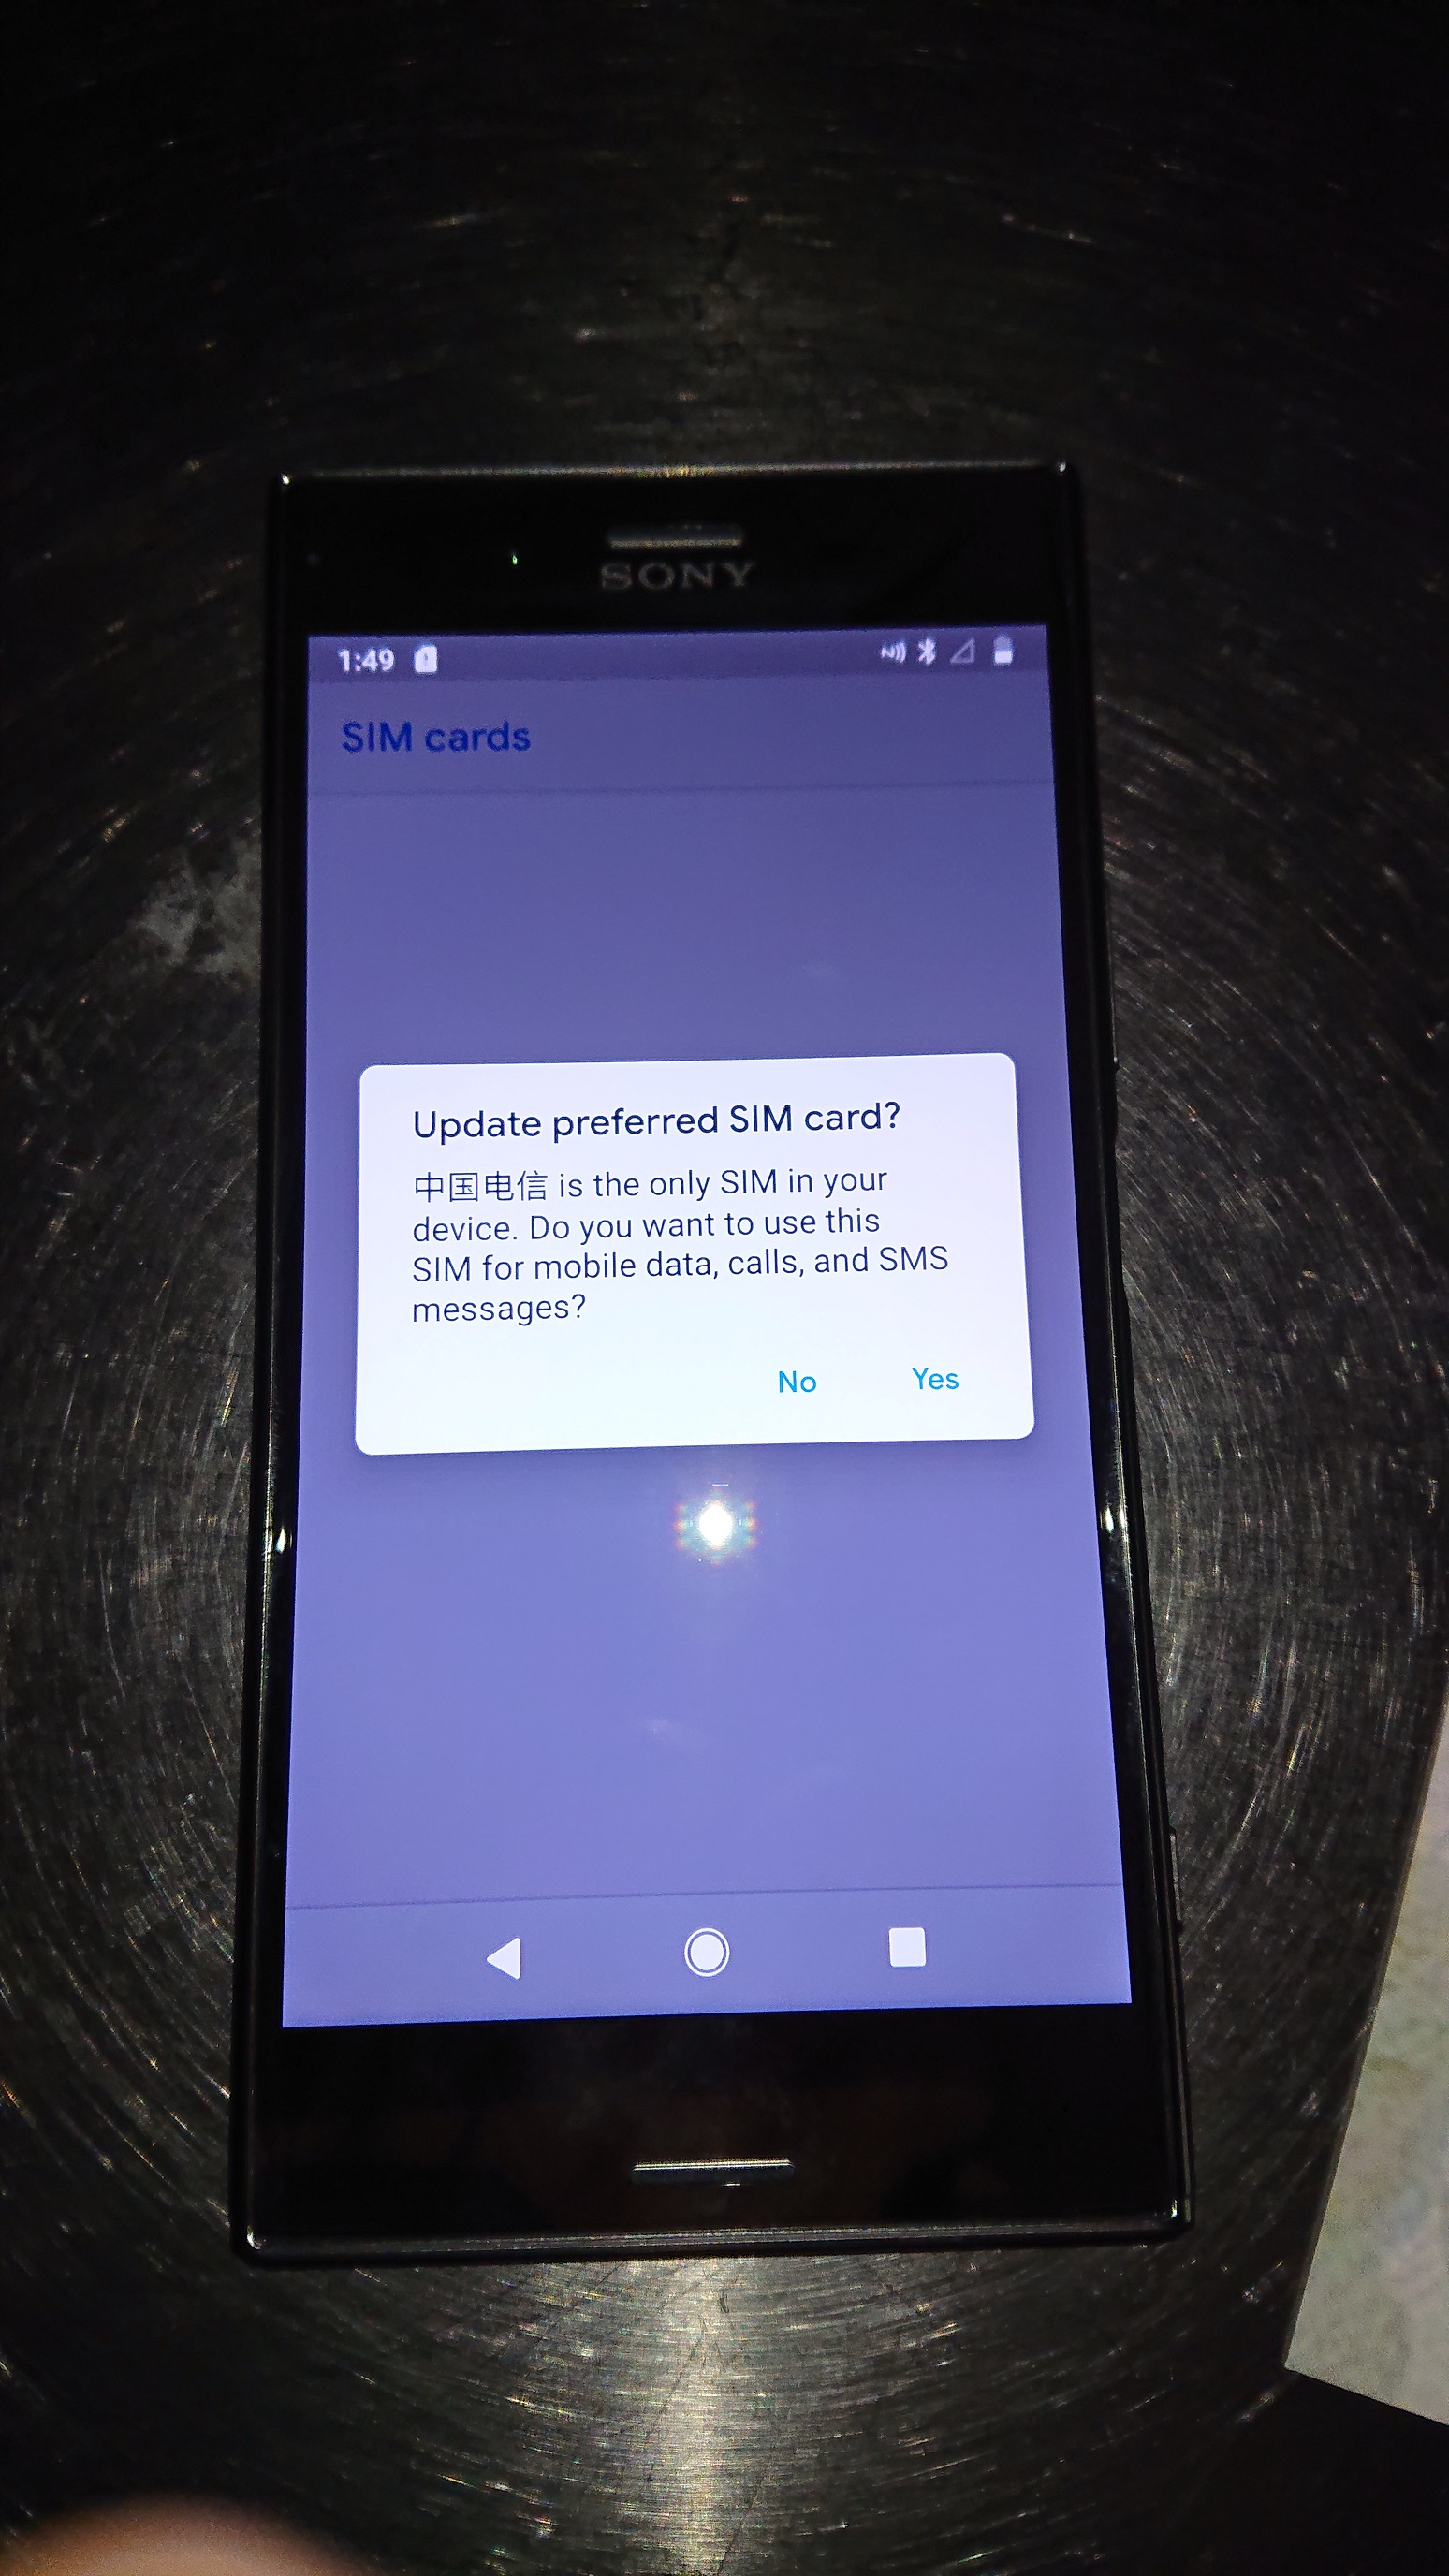 SONY
1:49
SIM cards
Update preferred SIM card?
中国电信 is the only SIM in your
device. Do you want to use this
SIM for mobile data, calls, and SMS
messages?
No Yes